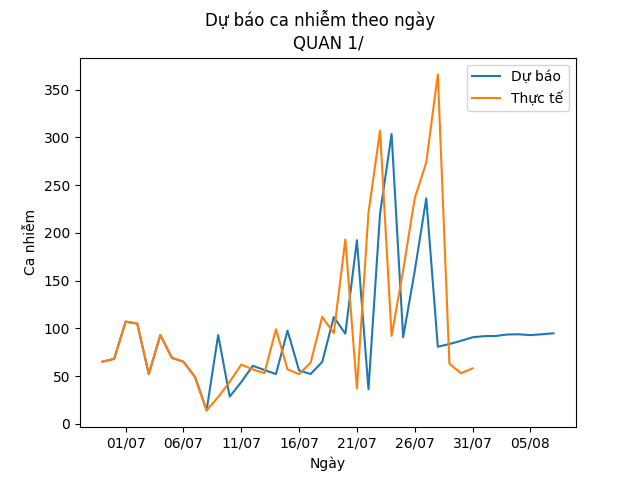 Dự báo ca nhiễm theo ngày
QUAN 1/
Dự báo
Thực tế
Ca nhiễm
350
300
250
200
150
100
50
0
01/07 06/07 11/07 16/07 21/07 26/07 31/07 05/08
Ngày